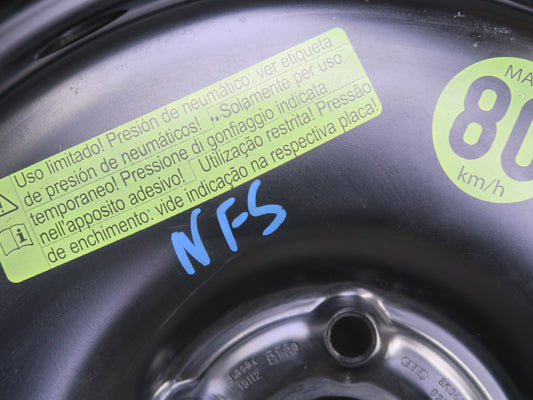 Uso limitado! Presión de neumático: ver etiqueta
de presión de neumáticos! "Solamente per uso
temporaneo! Pressione di gonfiaggio indicata
nell'apposito adesivo! Utilização restrita! Pressão
de enchimento: vide indicação na respectiva placa!
MA
80
km/h
NFS